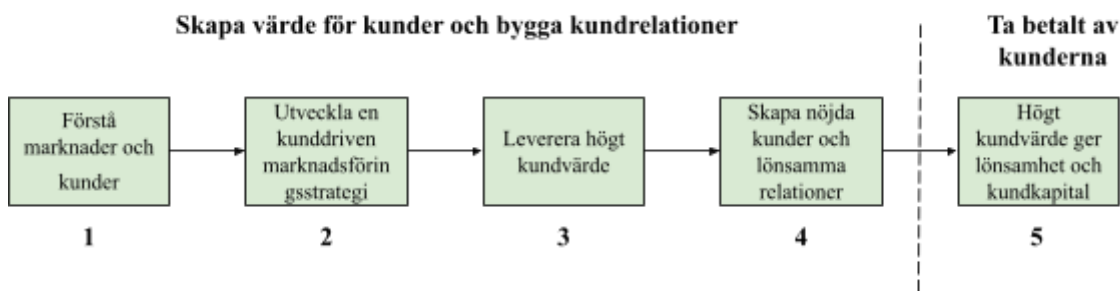 Skapa värde för kunder och bygga kundrelationer
Ta betalt av
kunderna
Förstå
marknader och
kunder
Utveckla en
kunddriven
marknadsförin
gsstrategi
Leverera högt
kundvärde
Skapa nöjda
kunder och
lönsamma
relationer
Högt
kundvärde ger
lönsamhet och
kundkapital
1
2
3
4
5